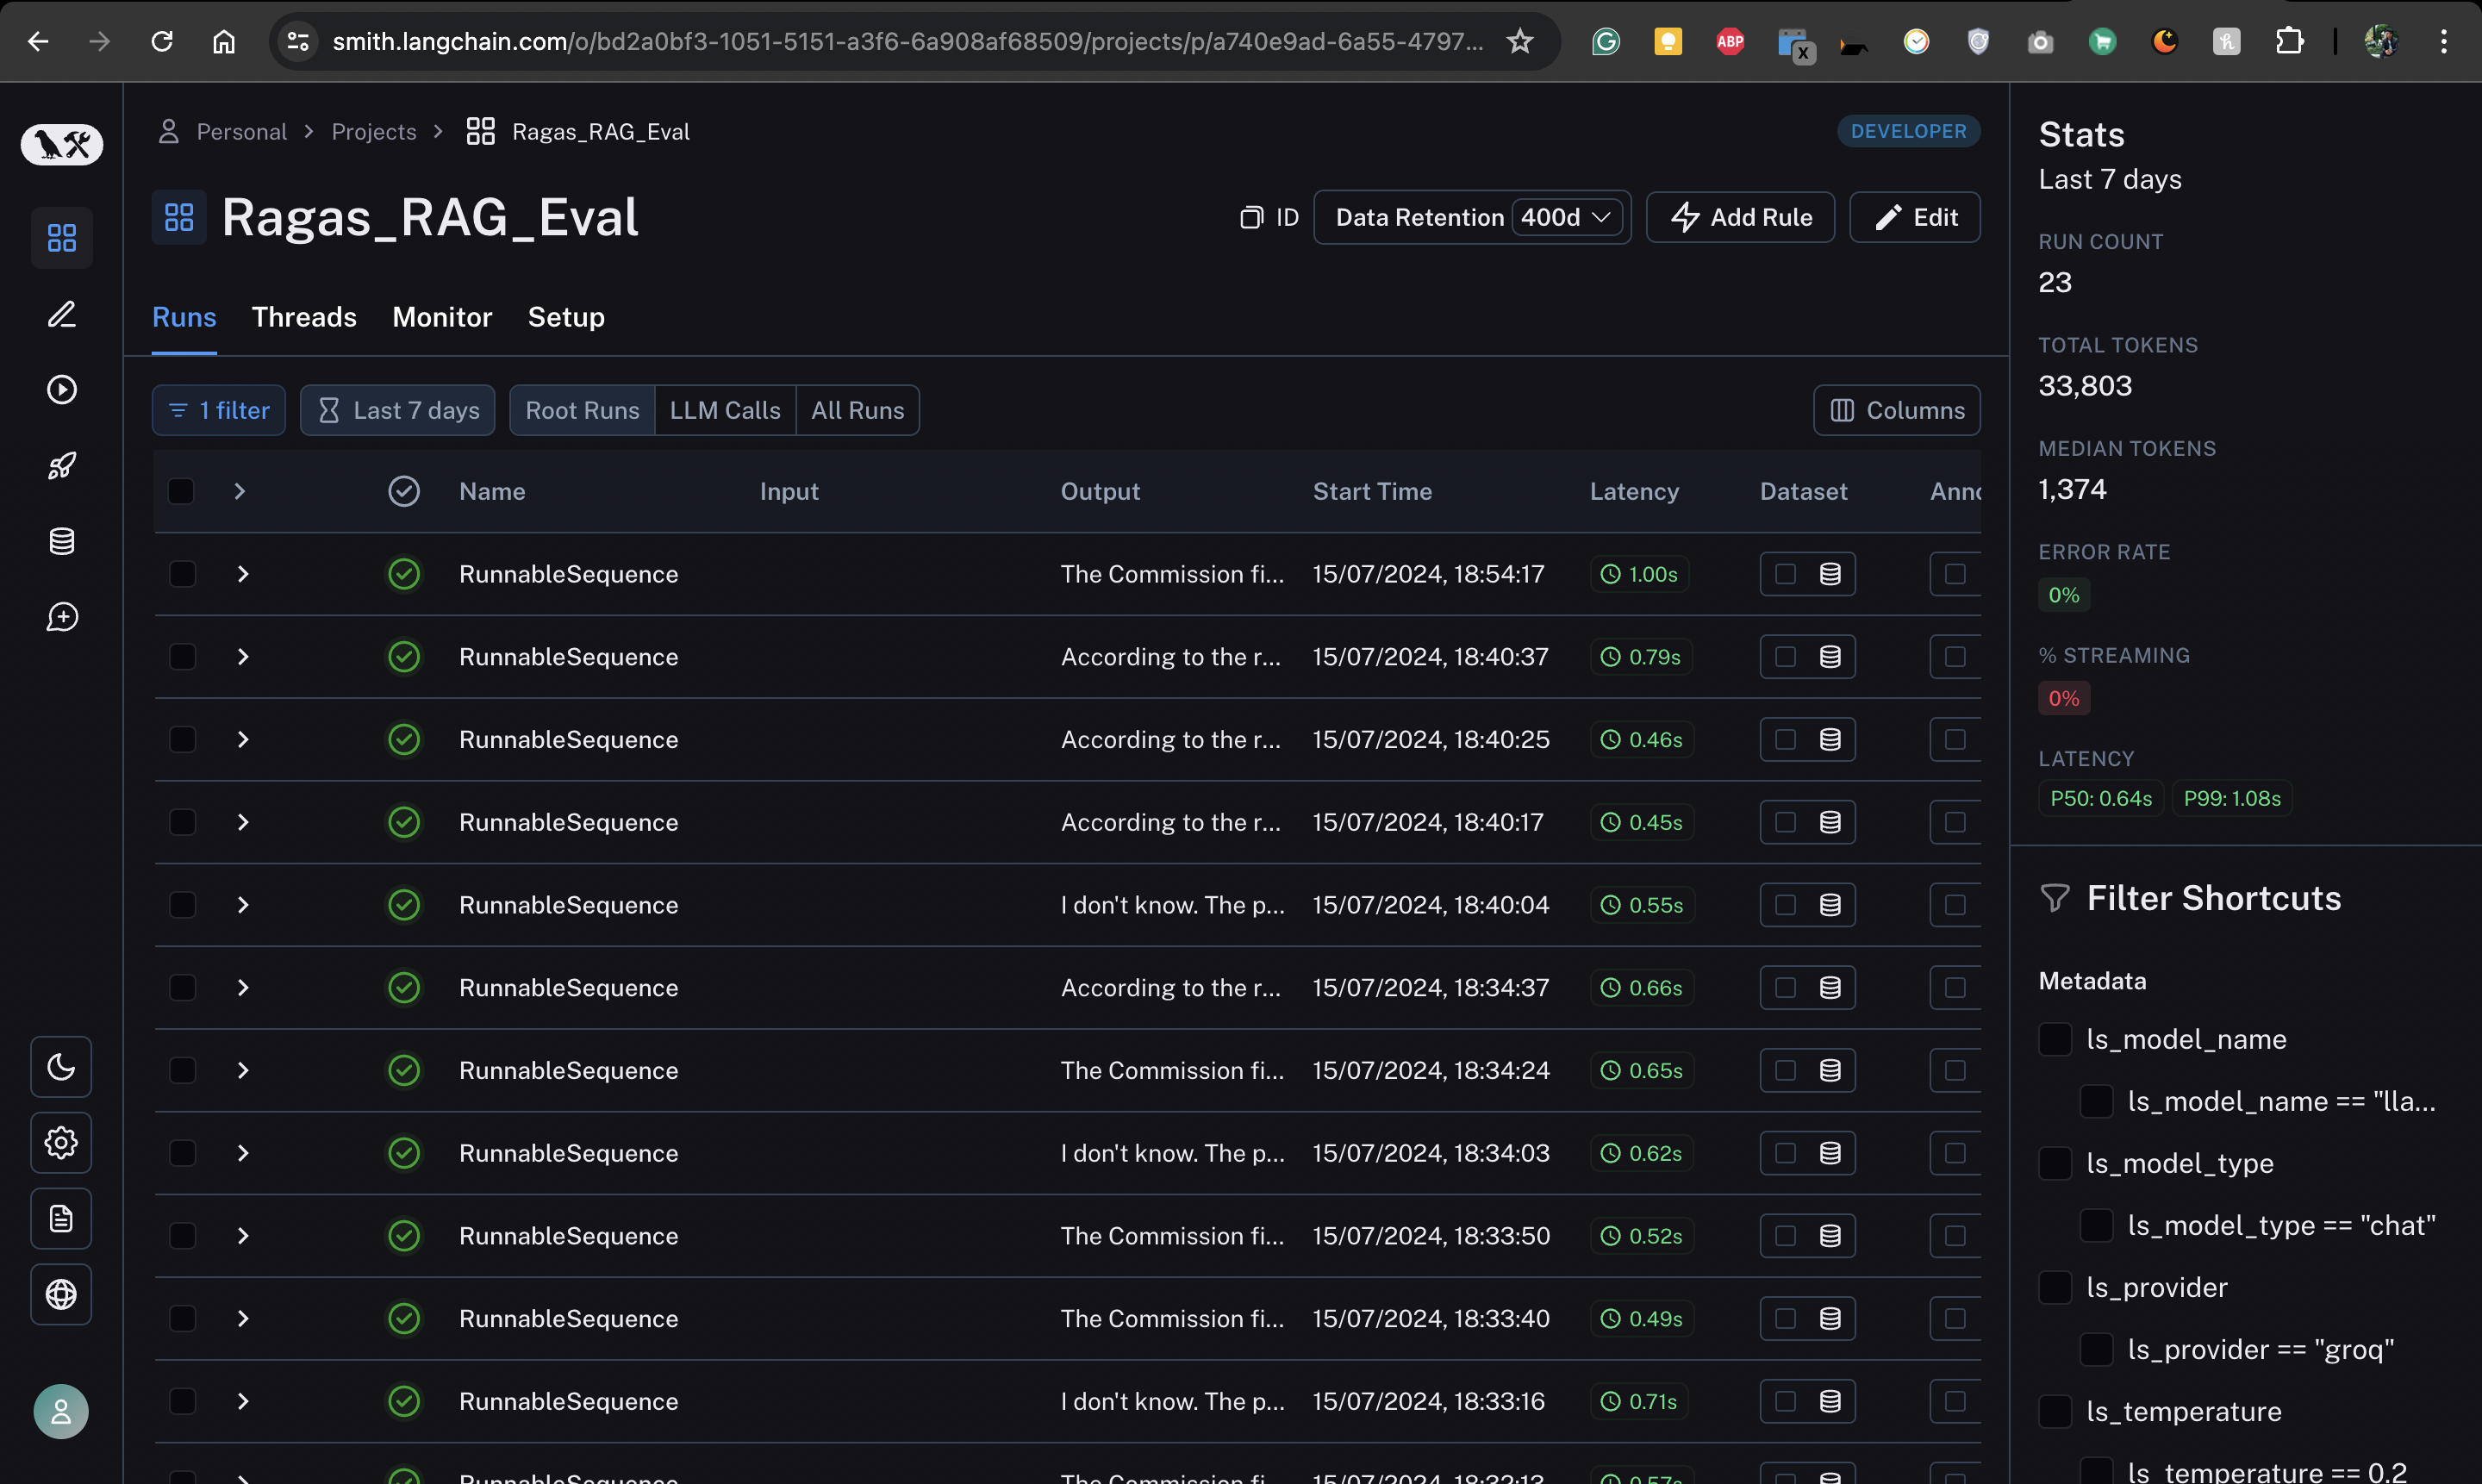 smith.langchain.com/o/bd2a0bf3-1051-5151-a3f6-6a908af68509/projects/p/a740e9ad-6a55-4797...
ABP
X
Personal > Projects > Ragas_RAG_Eval
DEVELOPER
Ragas_RAG_Eval
ID
Data Retention 400d
Add Rule
Edit
Runs Threads Monitor Setup
1 filter Last 7 days Root Runs LLM Calls All Runs Columns
Name Input Output Start Time Latency Dataset Anno
RunnableSequence The Commission fi... 15/07/2024, 18:54:17 1.00s
RunnableSequence According to the r... 15/07/2024, 18:40:37 0.79s
RunnableSequence According to the r... 15/07/2024, 18:40:25 0.46s
RunnableSequence According to the r... 15/07/2024, 18:40:17 0.45s
RunnableSequence I don't know. The p... 15/07/2024, 18:40:04 0.55s
RunnableSequence According to the r... 15/07/2024, 18:34:37 0.66s
RunnableSequence The Commission fi... 15/07/2024, 18:34:24 0.65s
RunnableSequence I don't know. The p... 15/07/2024, 18:34:03 0.62s
RunnableSequence The Commission fi... 15/07/2024, 18:33:50 0.52s
RunnableSequence The Commission fi... 15/07/2024, 18:33:40 0.49s
RunnableSequence I don't know. The p... 15/07/2024, 18:33:16 0.71s
RunnableSequence The Commission fi... 15/07/2024, 18:32:13 0.57s
Stats
Last 7 days
RUN COUNT
23
TOTAL TOKENS
33,803
MEDIAN TOKENS
1,374
ERROR RATE
0%
% STREAMING
0%
LATENCY
P50: 0.64s P99: 1.08s
Filter Shortcuts
Metadata
ls_model_name
ls_model_name == "lla...
ls_model_type
ls_model_type == "chat"
ls_provider
ls_provider == "groq"
ls_temperature
ls_temperature == 0.2